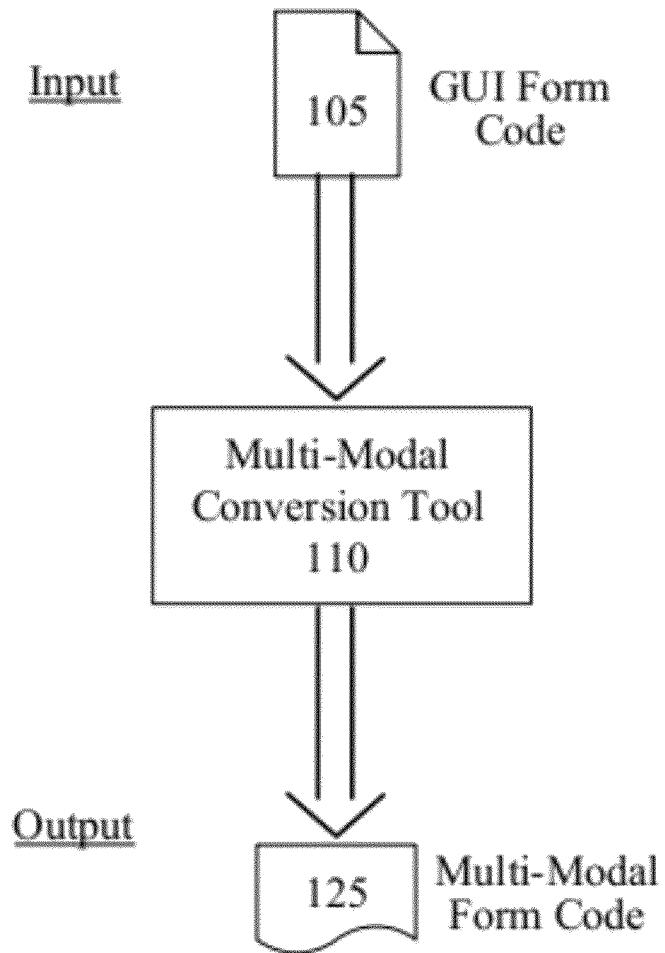 Input
105
GUI Form
Code
Multi-Modal
Conversion Tool
110
Output
125
Multi-Modal
Form Code